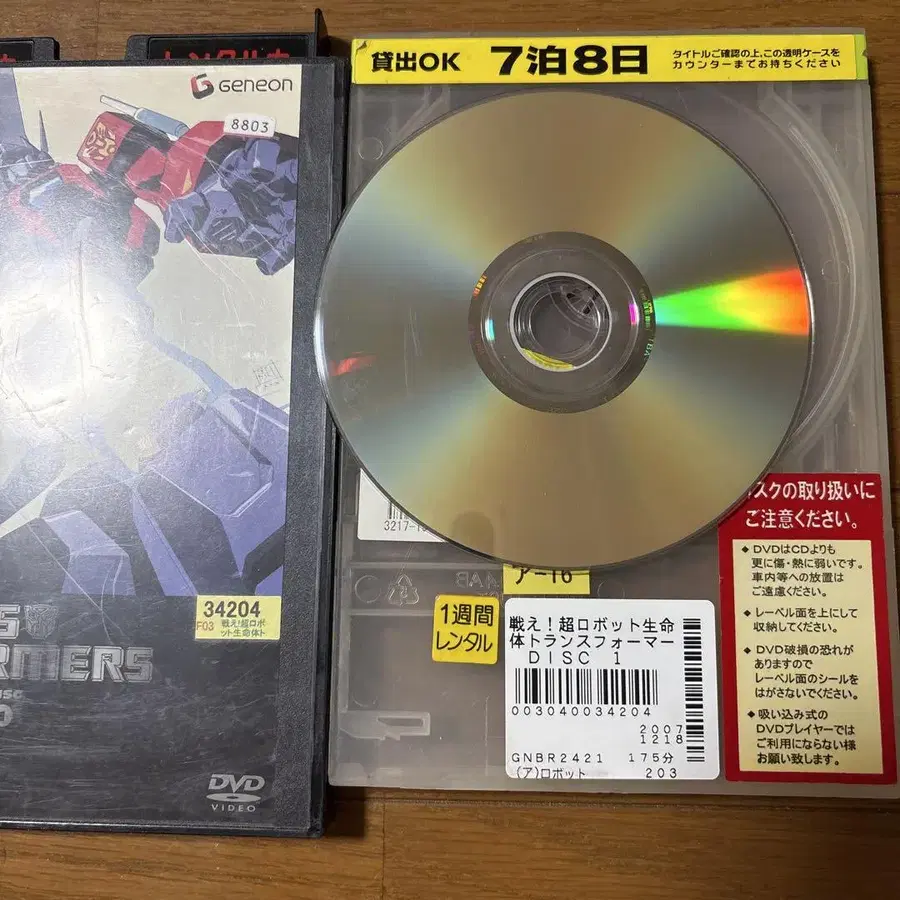 GENEON
8803
34204
F03 戦え!超ロボ
ット生命体ト
RMERS
DVD
VIDEO
貸出OK 7泊8日
タイトルご確認の上、この透明ケースを
カウンターまでお持ちください
3217-1
ア-16
1週間
レンタル
戦え!超ロボット生命
体トランスフォーマー
DISC 1
003040034204
2007
1218
GNBR2421 175分
(ア)ロボット 203
スクの取り扱いに
ご注意ください。
◆DVDはCDよりも
更に傷・熱に弱いです。
車内等への放置は
ご遠慮ください。
◆レーベル面を上にして
収納してください。
◆DVD破損の恐れが
ありますので
レーベル面のシールを
はがさないでください。
◆吸い込み式の
DVDプレイヤーでは
ご利用にならない様
お願い致します。